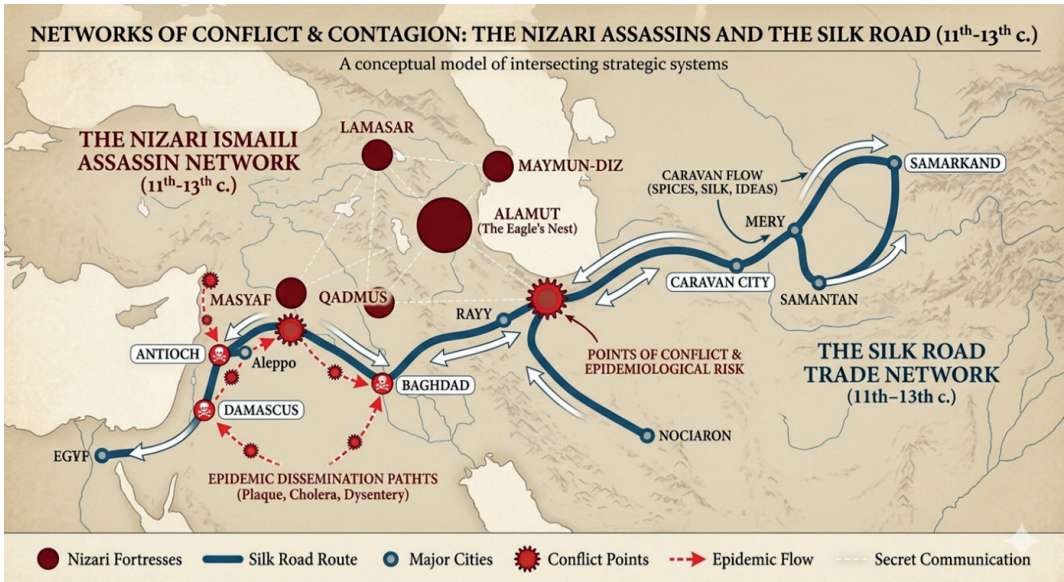 NETWORKS OF CONFLICT & CONTAGION: THE NIZARI ASSASSINS AND THE SILK ROAD (11th-13th c.)
A conceptual model of intersecting strategic systems
THE NIZARI ISMAILI
ASSASSIN NETWORK
(11th-13th c.)
LAMASAR
MAYMUN-DIZ
ALAMUT
(The Eagle's Nest)
CARAVAN FLOW
(SPICES, SILK, IDEAS)
SAMARKAND
MERY
MASYAF
QADMUS
CARAVAN CITY
SAMANTAN
RAYY
ANTIOCH
Aleppo
POINTS OF CONFLICT &
EPIDEMIOLOGICAL RISK
THE SILK ROAD
TRADE NETWORK
(11th–13th c.)
BAGHDAD
DAMASCUS
NOCIARON
EGYP
EPIDEMIC DISSEMINATION PATHTS
(Plaque, Cholera, Dysentery)
Nizari Fortresses
Silk Road Route
Major Cities
Conflict Points
Epidemic Flow
Secret Communication